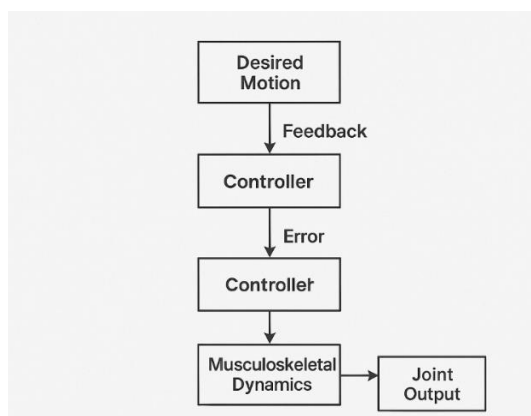 Desired
Motion
Feedback
Controller
Error
Controller
Musculoskeletal
Dynamics
Joint
Output